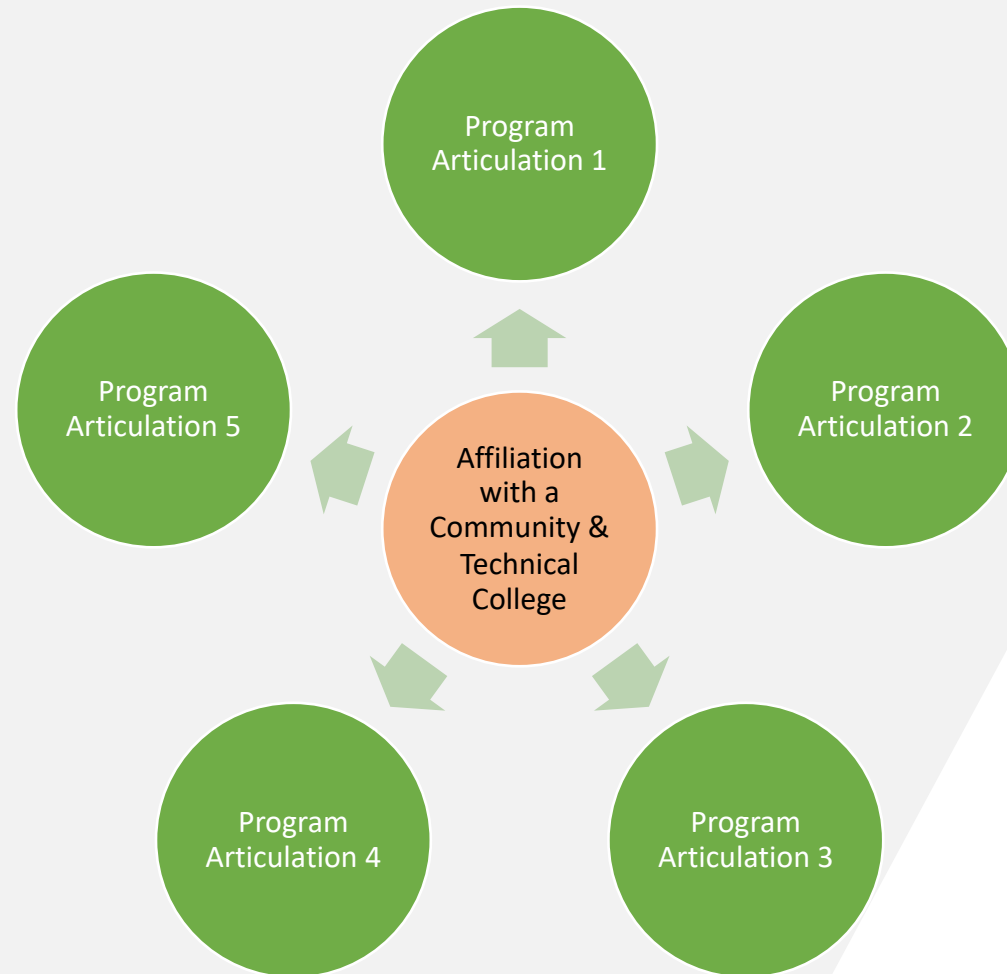 Program
Articulation 1
Program
Articulation 5
Program
Articulation 2
Affiliation
with a
Community &
Technical
College
Program
Articulation 4
Program
Articulation 3